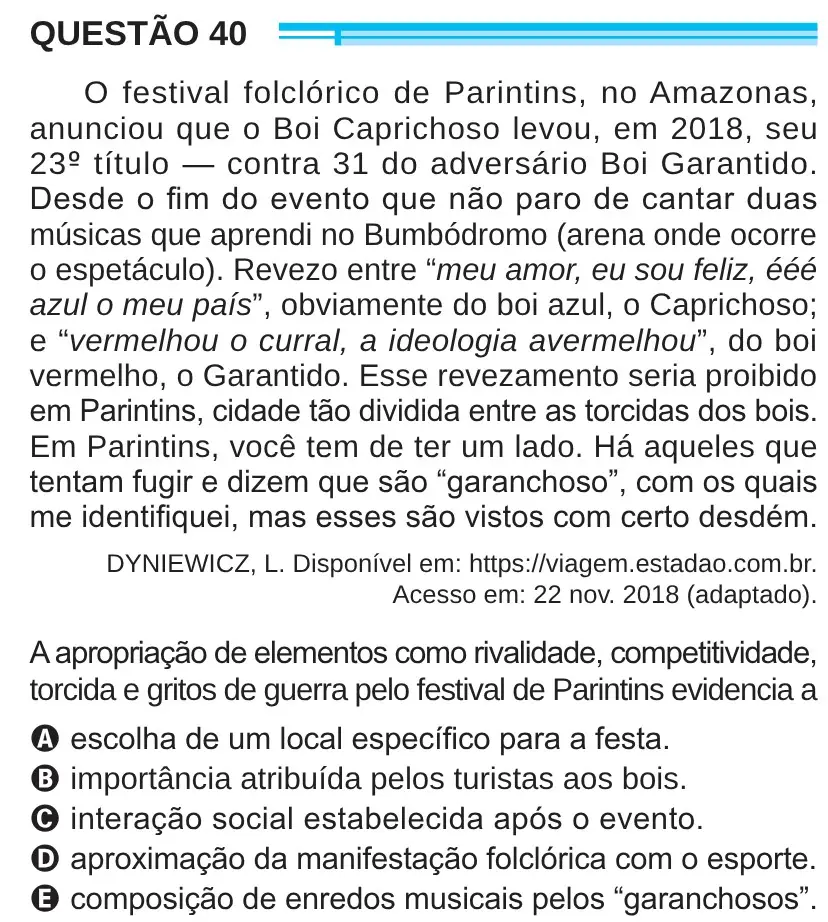 QUESTÃO 40
O festival folclórico de Parintins, no Amazonas,
anunciou que o Boi Caprichoso levou, em 2018, seu
23º título — contra 31 do adversário Boi Garantido.
Desde o fim do evento que não paro de cantar duas
músicas que aprendi no Bumbódromo (arena onde ocorre
o espetáculo). Revezo entre “meu amor, eu sou feliz, êêê
azul o meu país”, obviamente do boi azul, o Caprichoso;
e “vermelhou o curral, a ideologia avermelhou”, do boi
vermelho, o Garantido. Esse revezamento seria proibido
em Parintins, cidade tão dividida entre as torcidas dos bois.
Em Parintins, você tem de ter um lado. Há aqueles que
tentam fugir e dizem que são “garanchoso”, com os quais
me identifiquei, mas esses são vistos com certo desdém.
DYNIEWICZ, L. Disponível em: https://viagem.estadao.com.br.
Acesso em: 22 nov. 2018 (adaptado).
A apropriação de elementos como rivalidade, competitividade,
torcida e gritos de guerra pelo festival de Parintins evidencia a
A escolha de um local específico para a festa.
B importância atribuída pelos turistas aos bois.
C interação social estabelecida após o evento.
D aproximação da manifestação folclórica com o esporte.
E composição de enredos musicais pelos “garanchosos”.